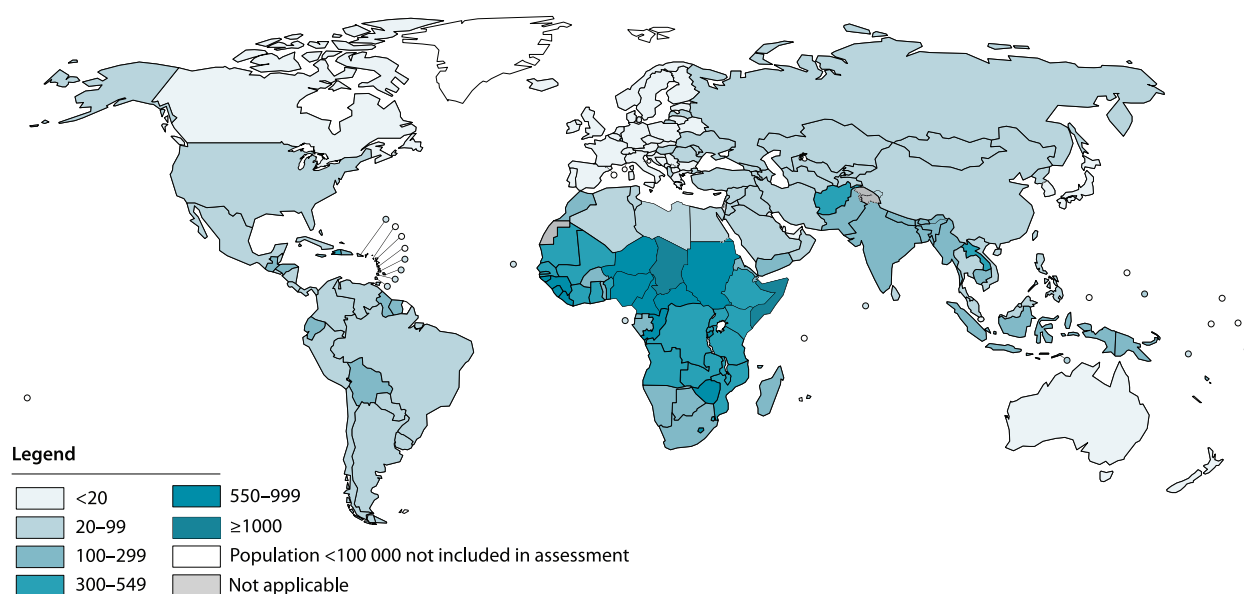 Legend
<20
20–99
100–299
300–549
550–999
≥1000
Population <100 000 not included in assessment
Not applicable